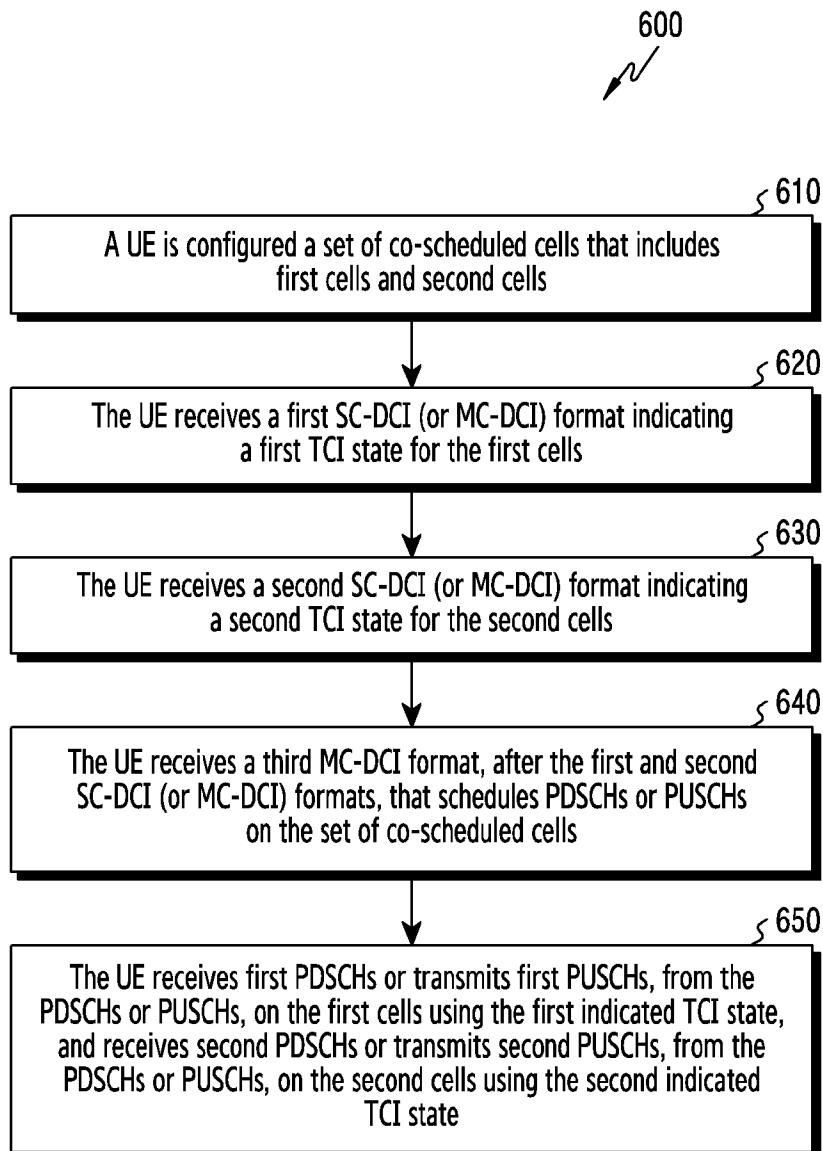 600
610
A UE is configured a set of co-scheduled cells that includes
first cells and second cells
620
The UE receives a first SC-DCI (or MC-DCI) format indicating
a first TCI state for the first cells
630
The UE receives a second SC-DCI (or MC-DCI) format indicating
a second TCI state for the second cells
640
The UE receives a third MC-DCI format, after the first and second
SC-DCI (or MC-DCI) formats, that schedules PDSCHs or PUSCHs
on the set of co-scheduled cells
650
The UE receives first PDSCHs or transmits first PUSCHs, from the
PDSCHs or PUSCHs, on the first cells using the first indicated TCI state,
and receives second PDSCHs or transmits second PUSCHs, from the
PDSCHs or PUSCHs, on the second cells using the second indicated
TCI state